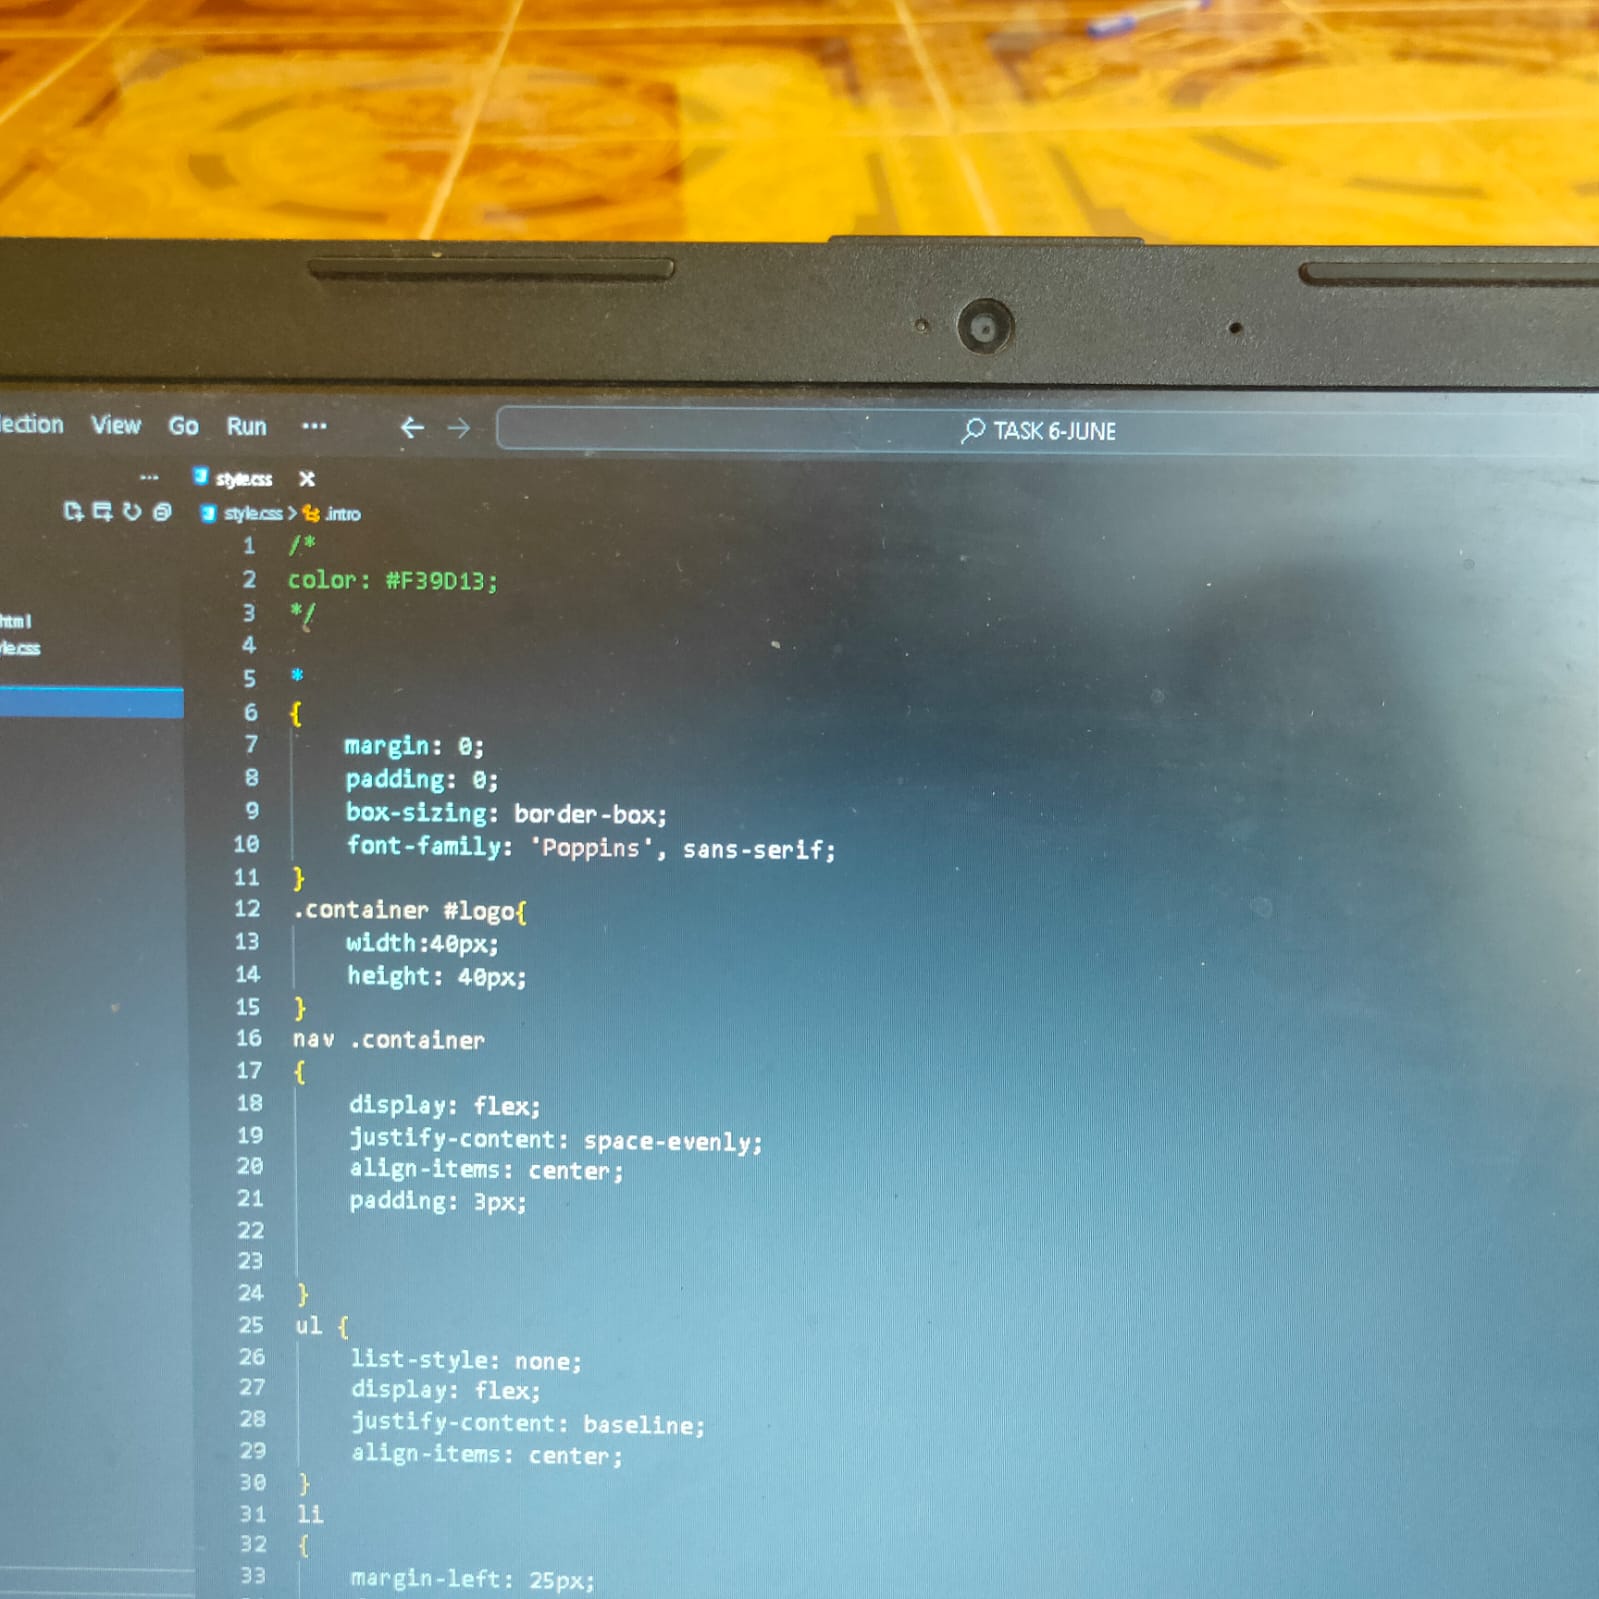 View Go Run ...
TASK 6-JUNE
style.css
style.css > .intro
html
1 /*
2 color: #F39D13;
3 */
4
5 *
6 {
7 margin: 0;
8 padding: 0;
9 box-sizing: border-box;
10 font-family: 'Poppins', sans-serif;
11 }
12 .container #logo{
13 width:40px;
14 height: 40px;
15 }
16 nav .container
17 {
18 display: flex;
19 justify-content: space-evenly;
20 align-items: center;
21 padding: 3px;
22
23
24 }
25 ul {
26 list-style: none;
27 display: flex;
28 justify-content: baseline;
29 align-items: center;
30 }
31 li
32 {
33 margin-left: 25px;